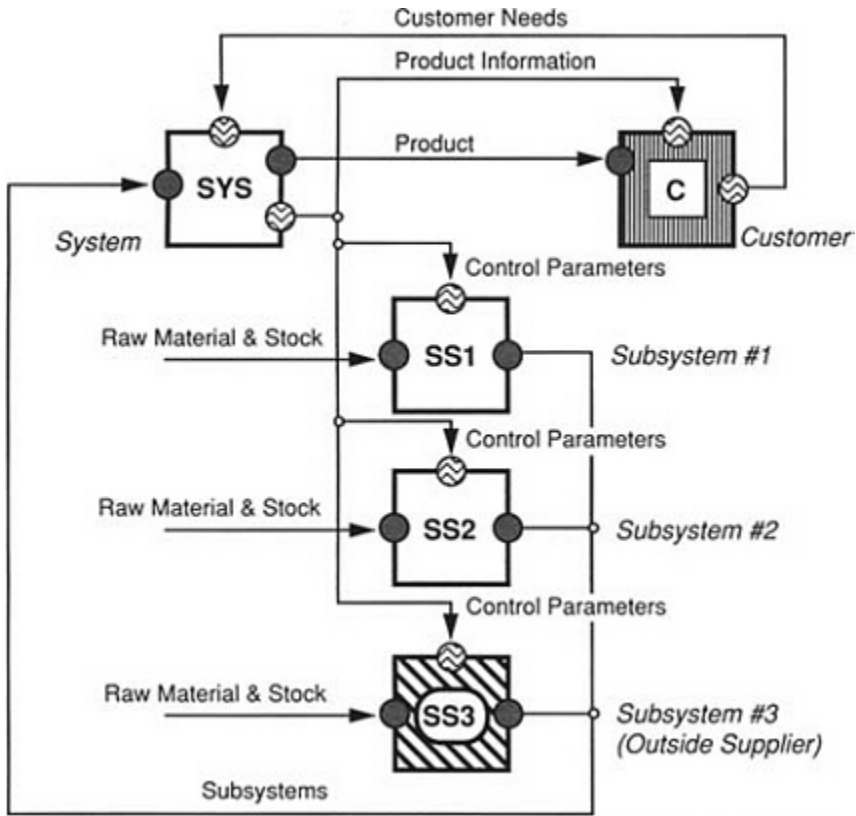 Customer Needs
Product Information
Product
SYS
C
System
Customer
Control Parameters
Raw Material & Stock
SS1
Subsystem #1
Control Parameters
Raw Material & Stock
SS2
Subsystem #2
Control Parameters
Raw Material & Stock
SS3
Subsystem #3
(Outside Supplier)
Subsystems